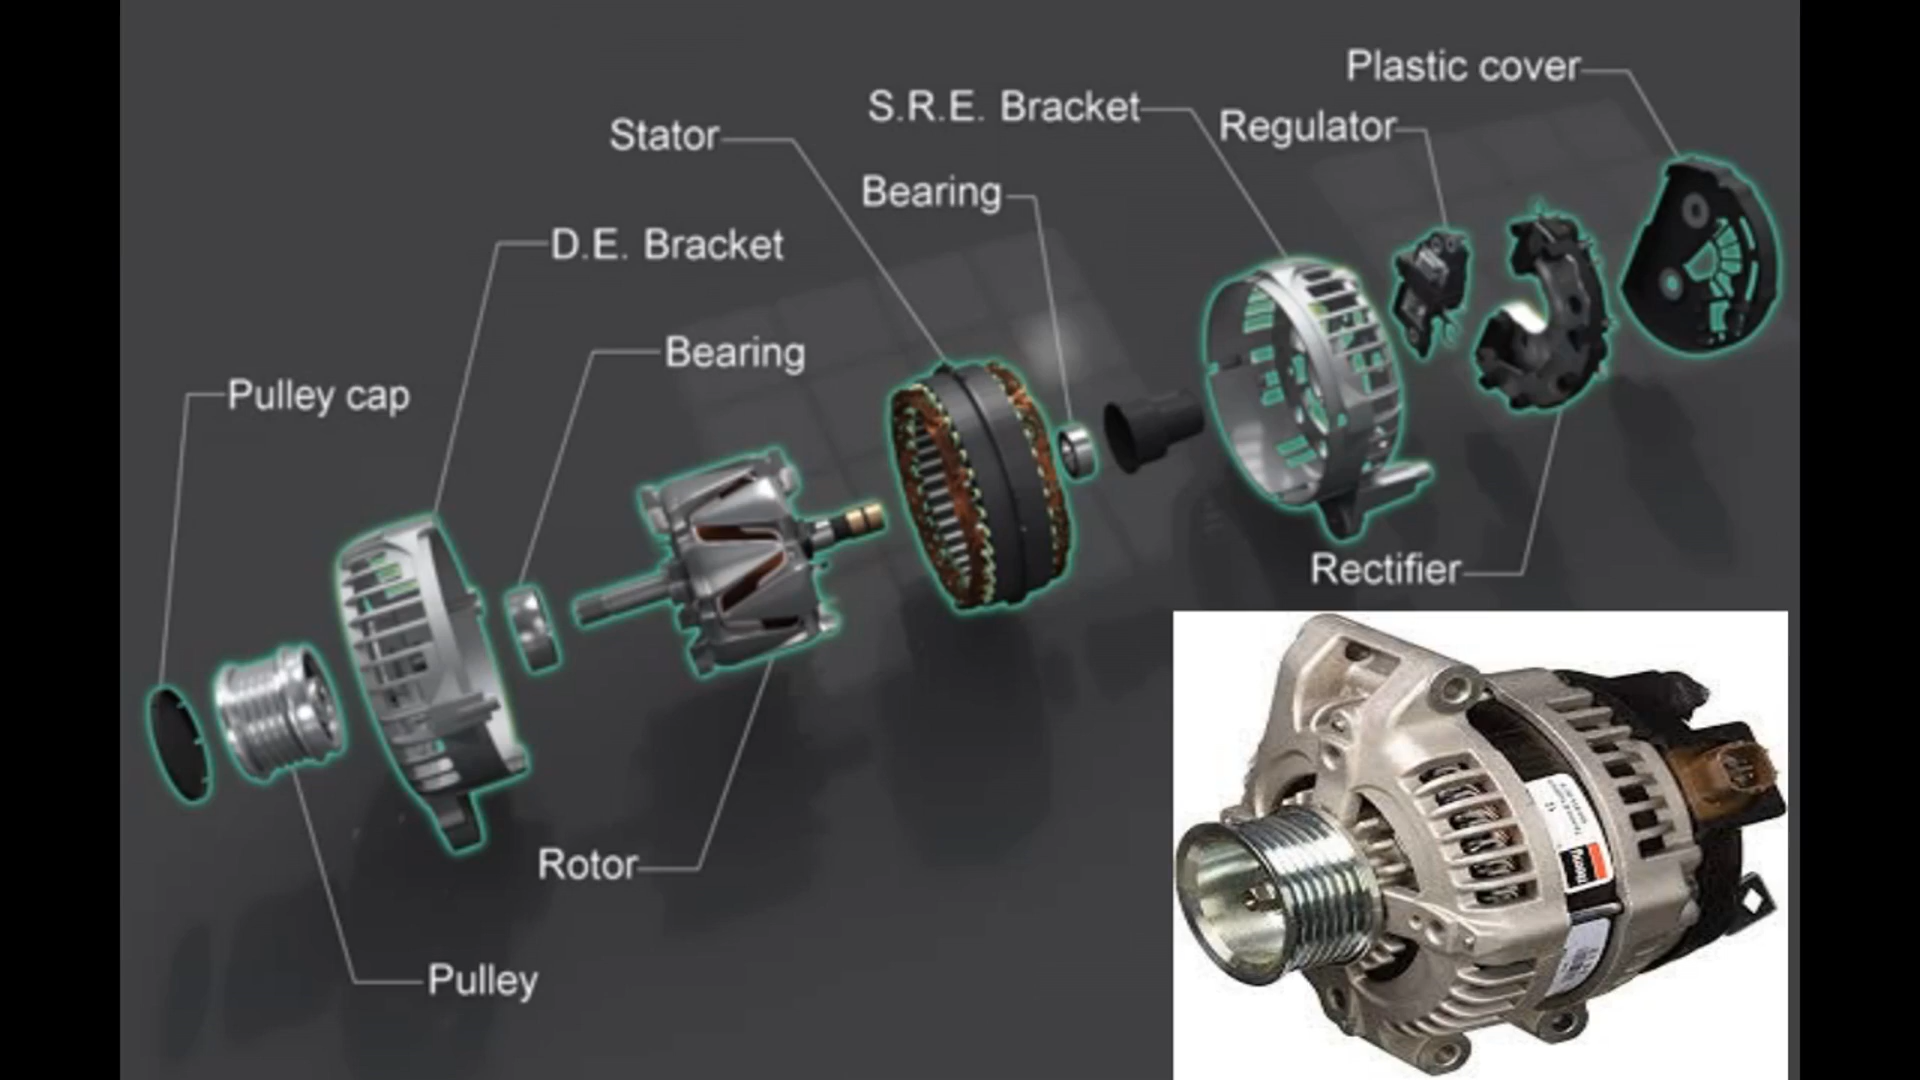 Plastic cover
S.R.E. Bracket
Regulator
Stator
Bearing
D.E. Bracket
Bearing
Pulley cap
Rectifier
Rotor
Pulley